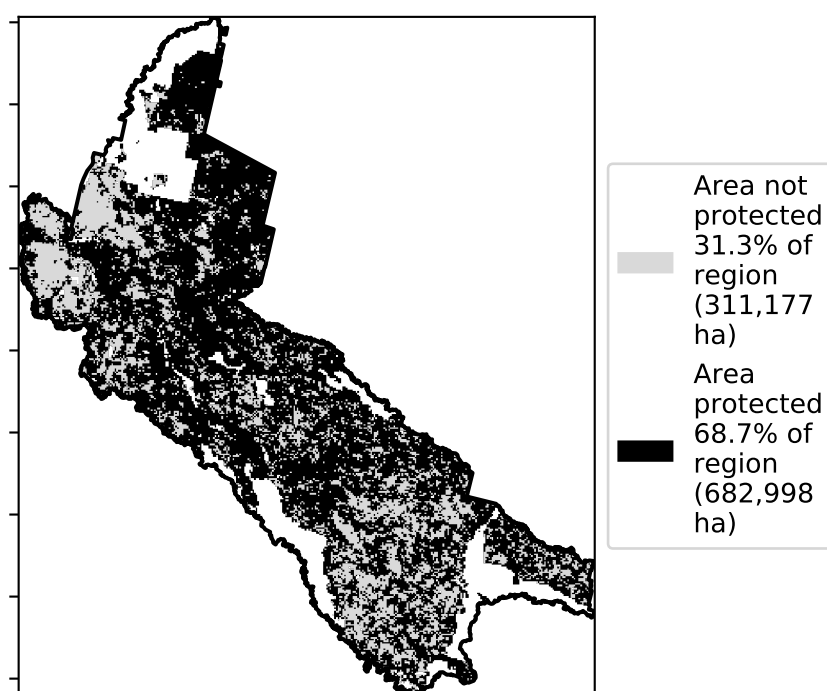 Area not
protected
31.3% of
region
(311,177
ha)
Area
protected
68.7% of
region
(682,998
ha)